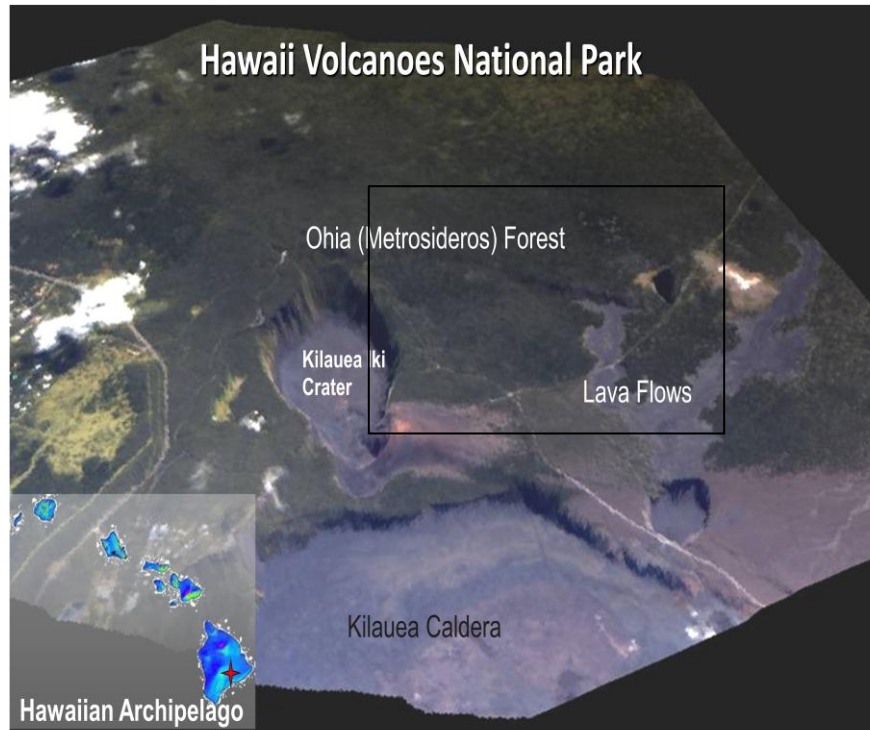 Hawaii Volcanoes National Park
Ohia (Metrosideros) Forest
Kilauea Iki
Crater
Lava Flows
Kilauea Caldera
Hawaiian Archipelago